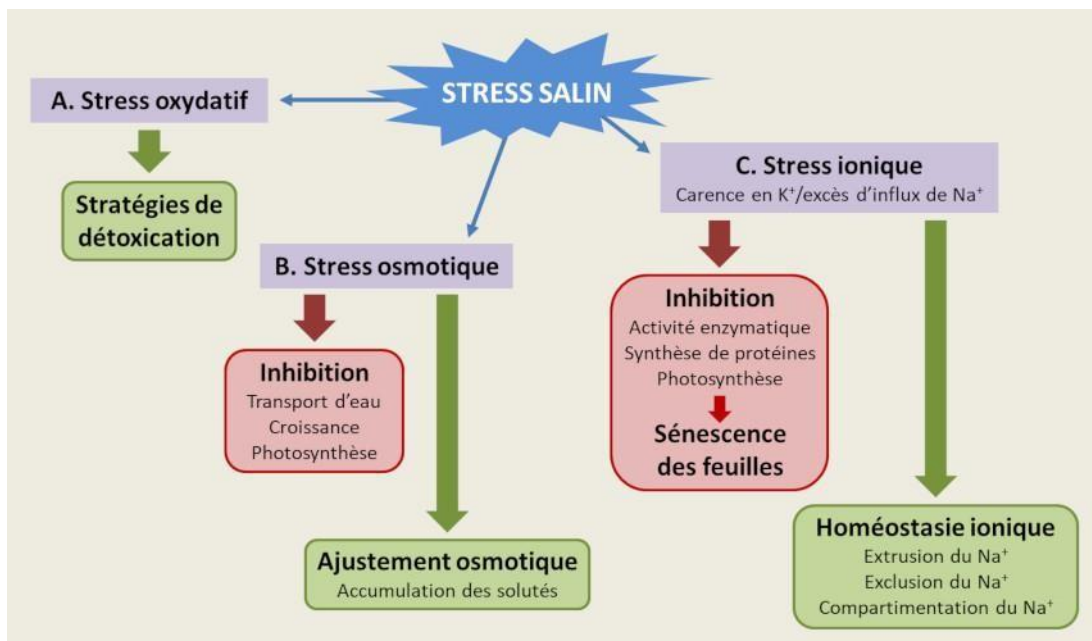 STRESS SALIN
A. Stress oxydatif
Stratégies de
détoxication
B. Stress osmotique
Inhibition
Transport d'eau
Croissance
Photosynthèse
Ajustement osmotique
Accumulation des solutés
C. Stress ionique
Carence en K⁺/excès d'influx de Na⁺
Inhibition
Activité enzymatique
Synthèse de protéines
Photosynthèse
Sénescence
des feuilles
Homéostasie ionique
Extrusion du Na⁺
Exclusion du Na⁺
Compartimentation du Na⁺